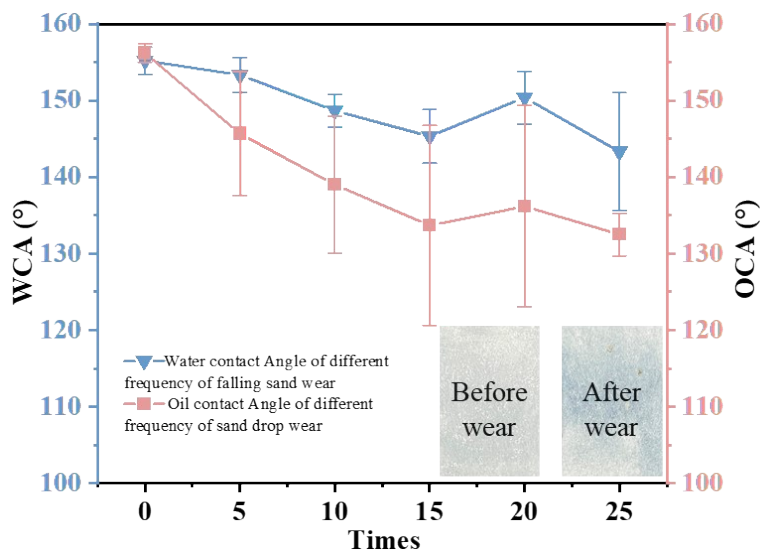 160
150
140
130
120
110
100
WCA (°)
160
150
140
130
120
110
100
OCA (°)
Water contact Angle of different
frequency of falling sand wear
Oil contact Angle of different
frequency of sand drop wear
Before
wear
After
wear
0 5 10 15 20 25
Times